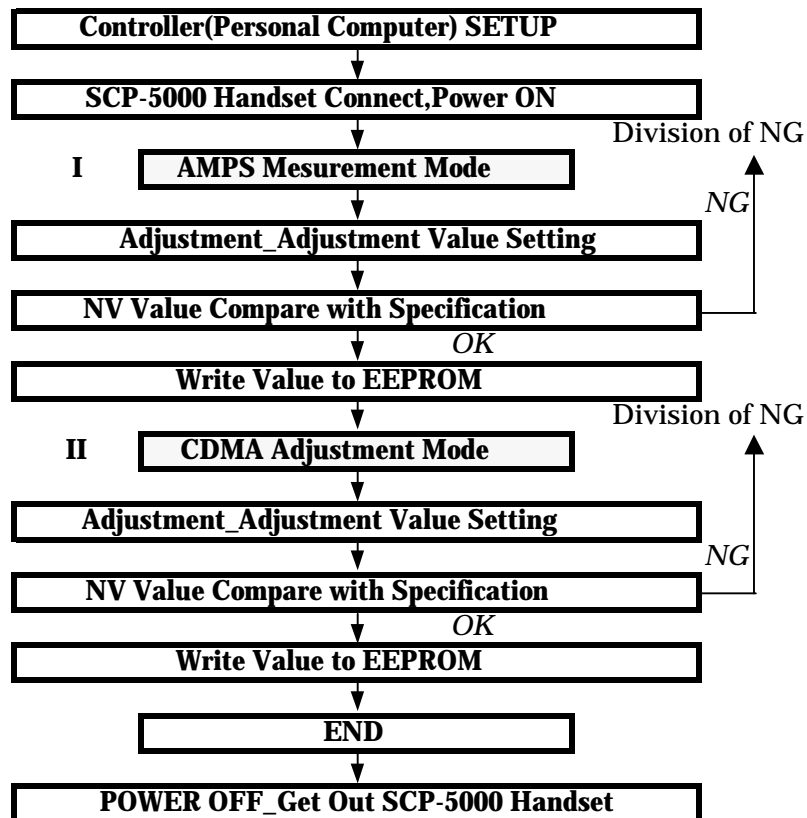 Controller(Personal Computer) SETUP
SCP-5000 Handset Connect,Power ON
Division of NG
I AMPS Mesurement Mode
NG
Adjustment_Adjustment Value Setting
NV Value Compare with Specification
OK
Write Value to EEPROM
Division of NG
II CDMA Adjustment Mode
Adjustment_Adjustment Value Setting
NG
NV Value Compare with Specification
OK
Write Value to EEPROM
END
POWER OFF_Get Out SCP-5000 Handset